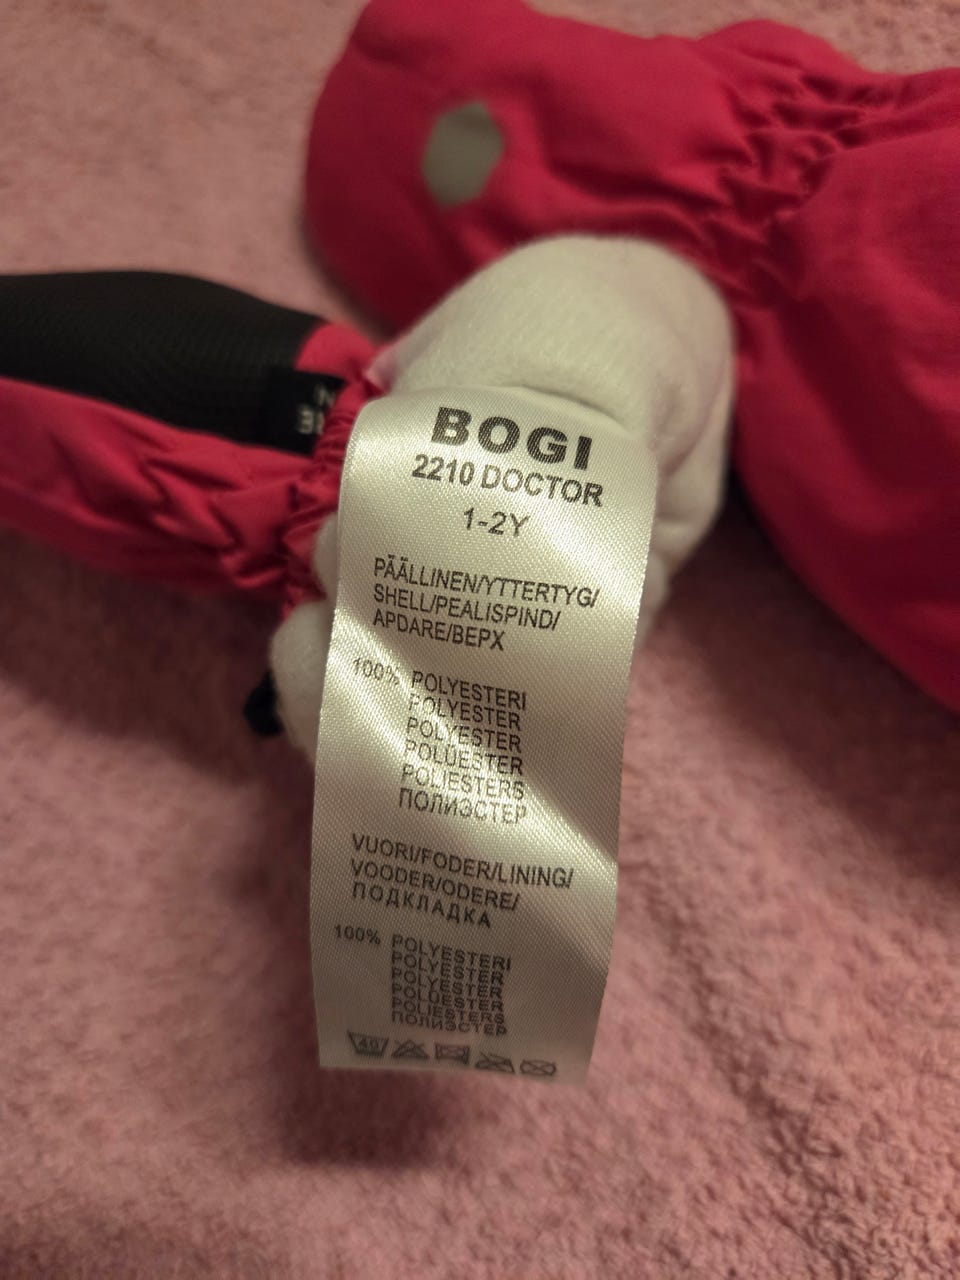 BOGI
2210 DOCTOR
1-2Y
PÄÄLLINEN/YTTERTYG/
SHELL/PEALISPIND/
APDARE/ВЕРХ
100% POLYESTERI
POLYESTER
POLYESTER
POLÜESTER
POLIESTERS
ПОЛИЭСТЕР
VUORI/FODER/LINING/
VOODER/ODERE/
ПОДКЛАДКА
100% POLYESTERI
POLYESTER
POLYESTER
POLÜESTER
POLIESTERS
ПОЛИЭСТЕР
40